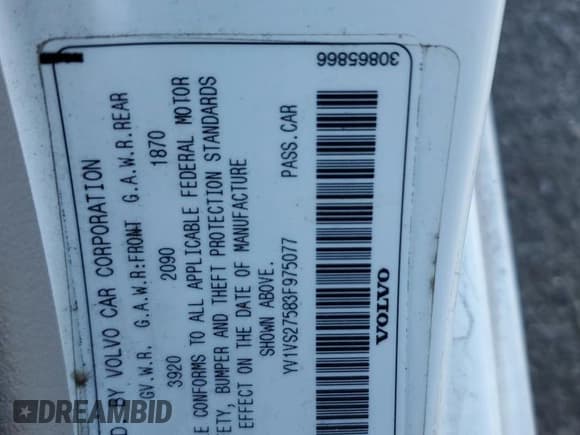 D BY VOLVO CAR CORPORATION
GV.W.R. G.A.W.R:FRONT G.A.W.R.REAR
3920 2090 1870
E CONFORMS TO ALL APPLICABLE FEDERAL MOTOR
ETY, BUMPER AND THEFT PROTECTION STANDARDS
EFFECT ON THE DATE OF MANUFACTURE
SHOWN ABOVE.
YV1VS27583F975077 PASS.CAR
VOLVO
30865866
DREAMBID